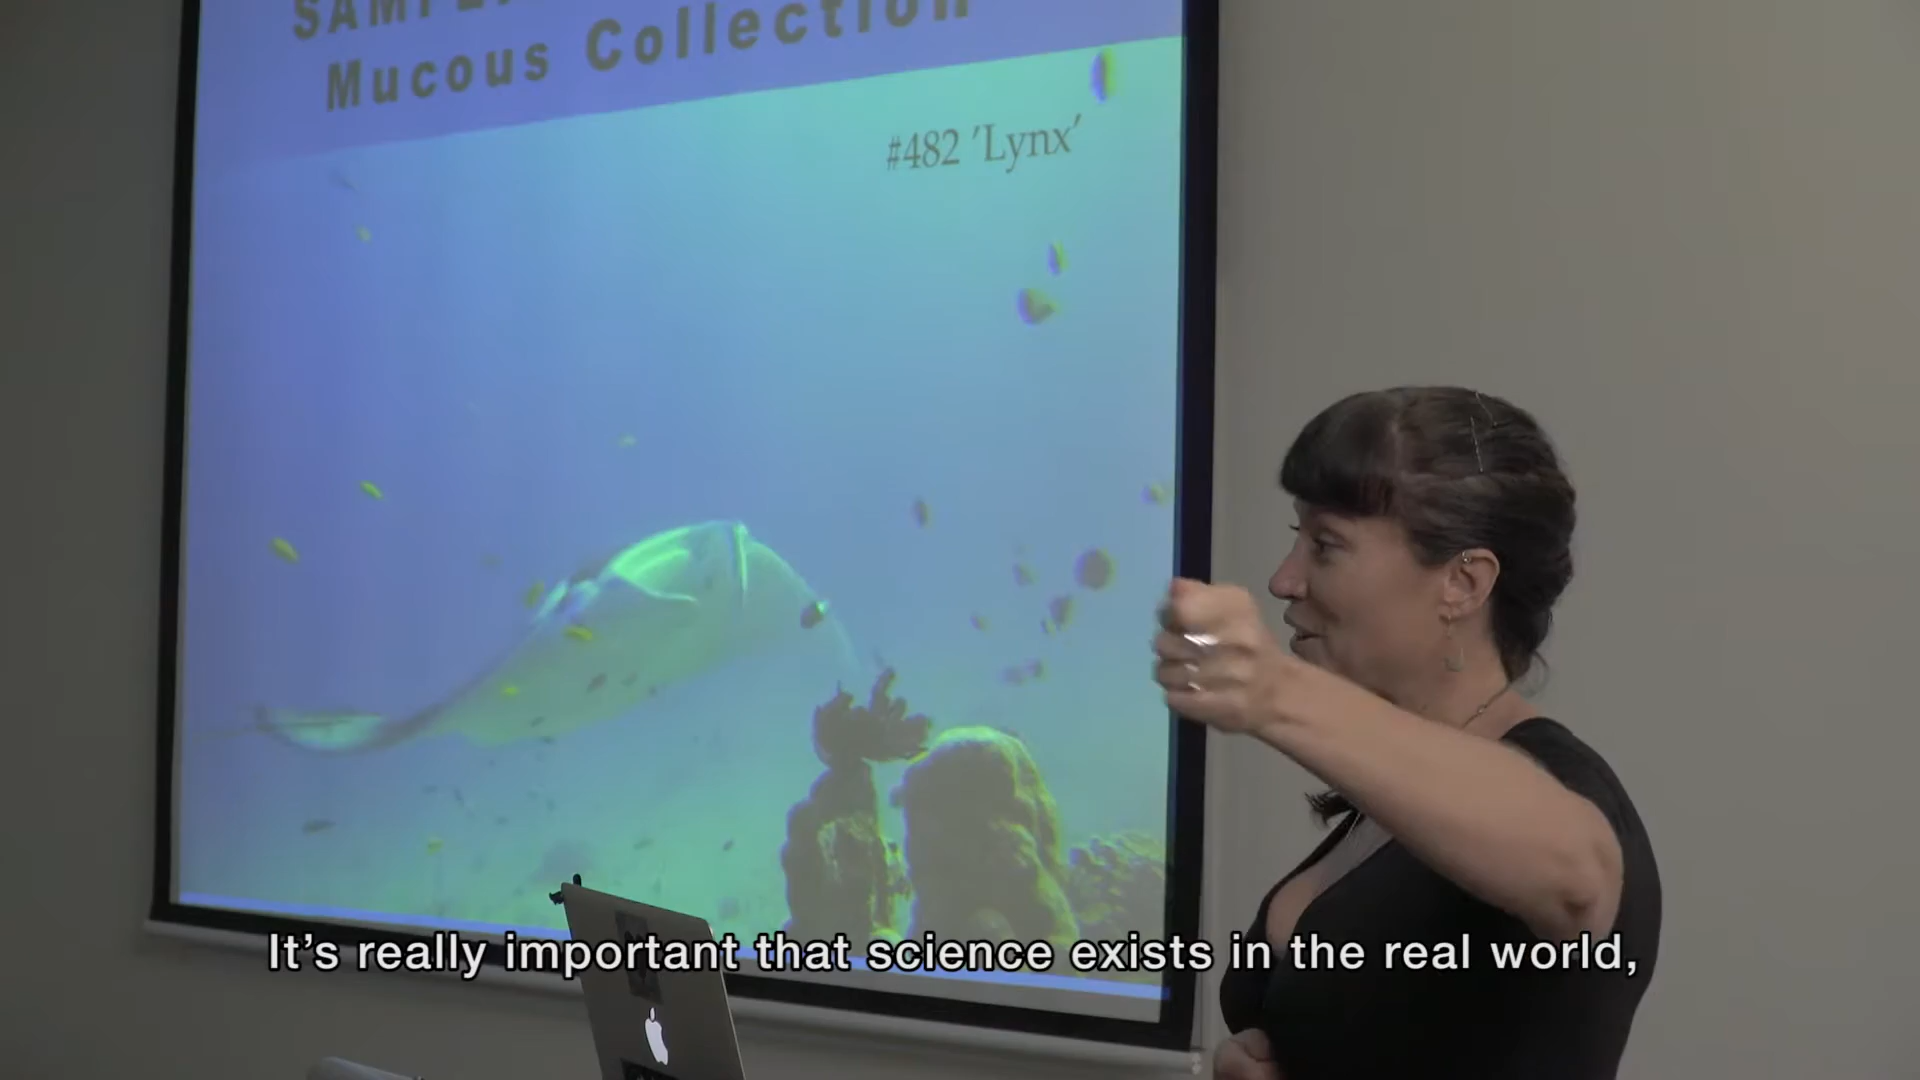 Mucous Collection
#482 'Lynx'
It's really important that science exists in the real world,